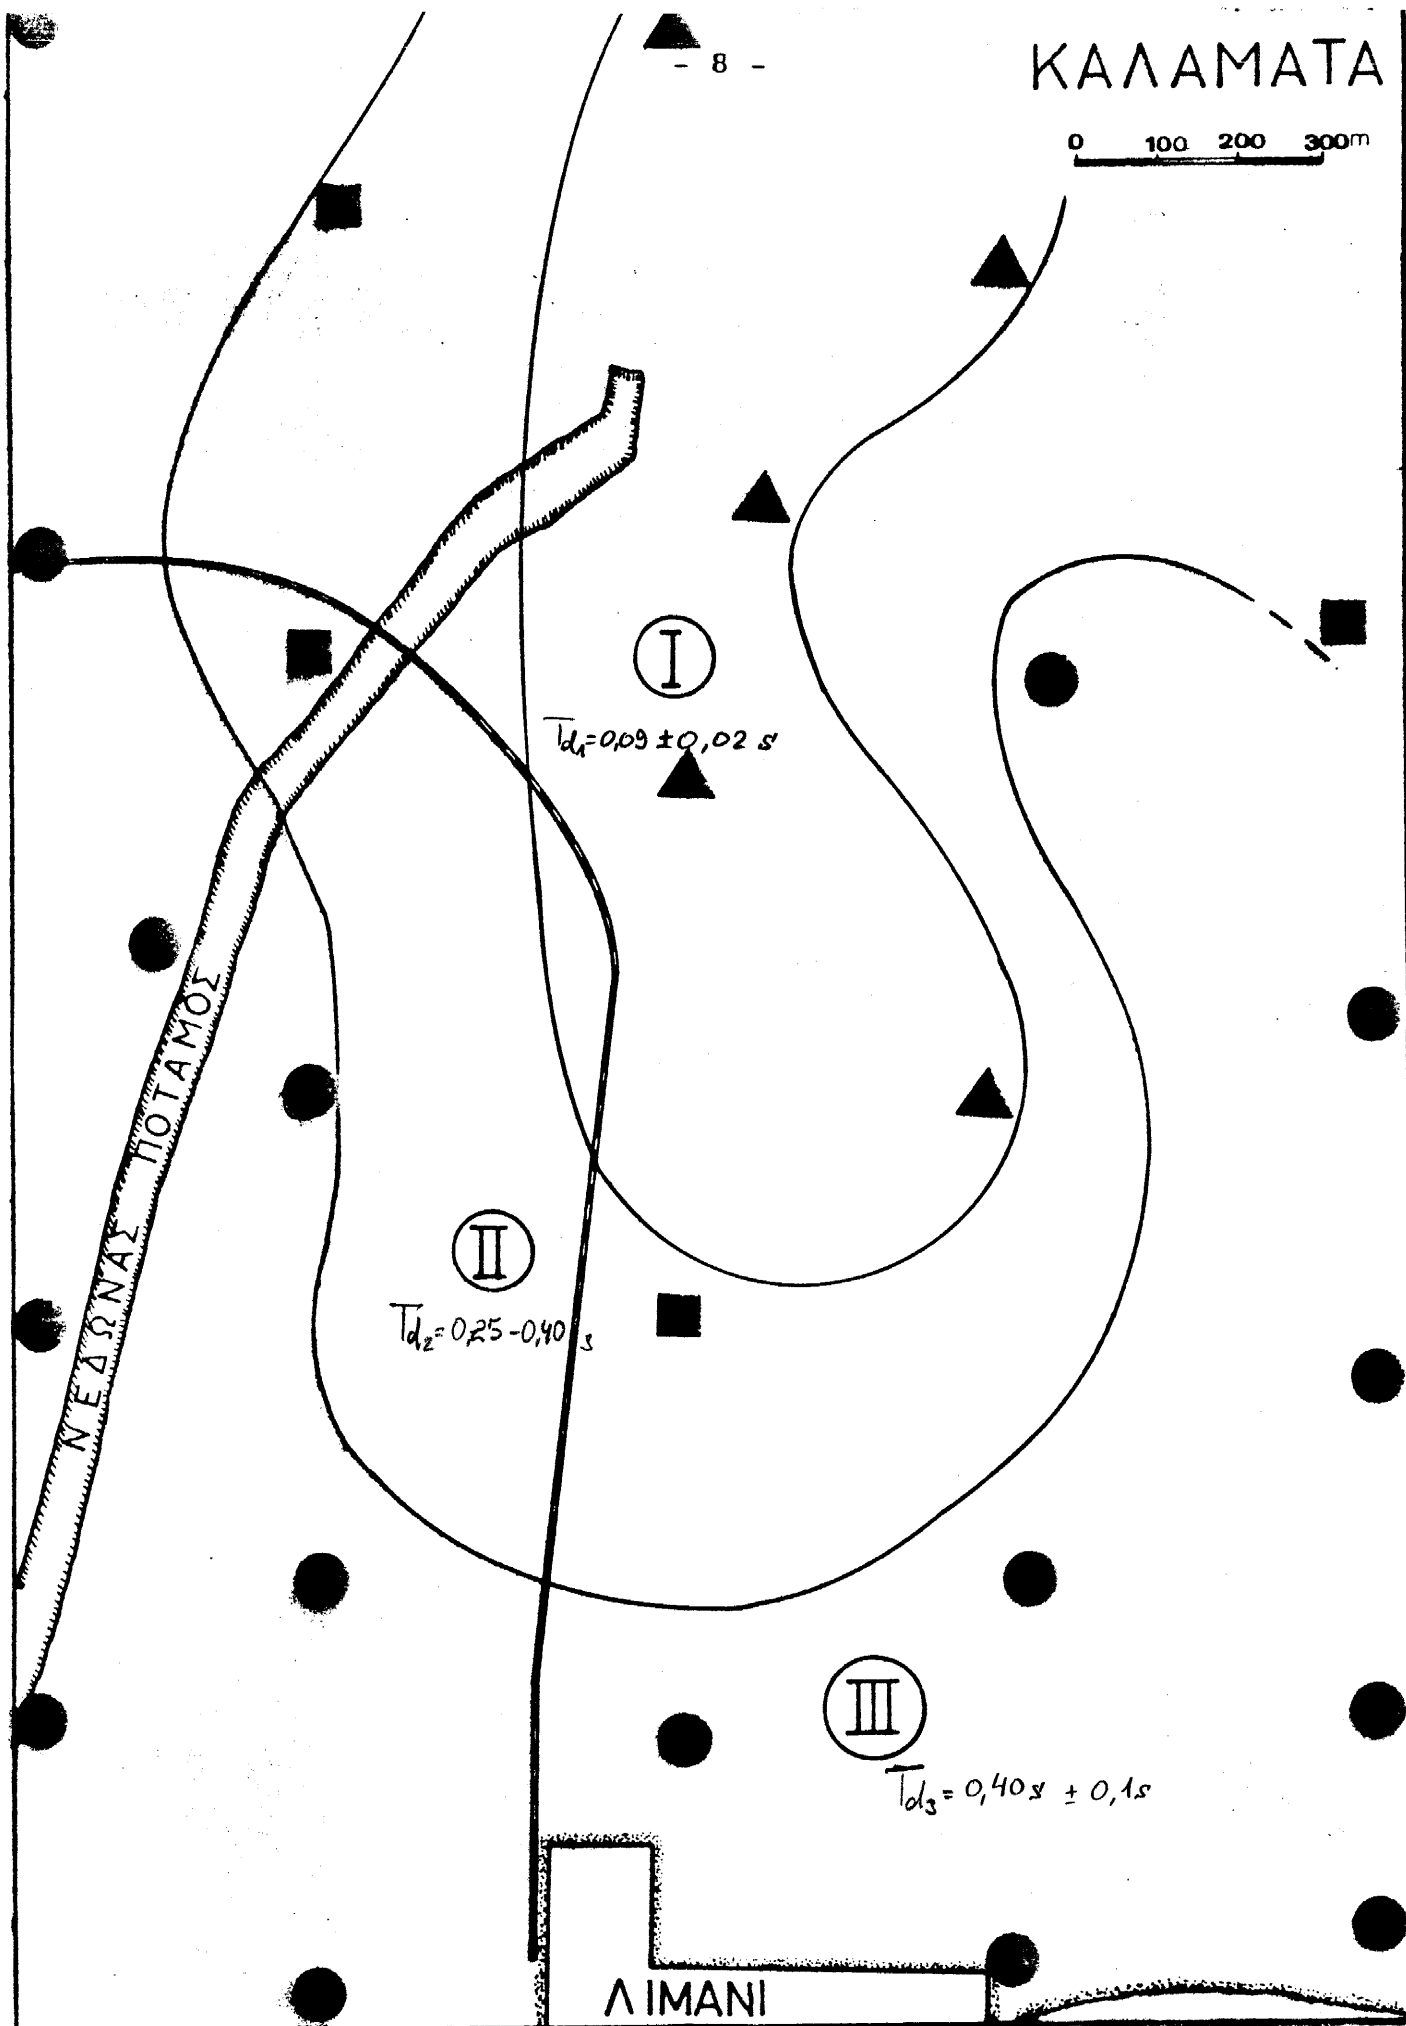 - 8 -
ΚΑΛΑΜΑΤΑ
0 100 200 300m
I
Td1=0,09 ±0,02 s
II
Td2=0,25-0,40 s
ΝΕΔΩΝΑΣ ΠΟΤΑΜΟΣ
III
Td3=0,40s ± 0,1s
ΛΙΜΑΝΙ